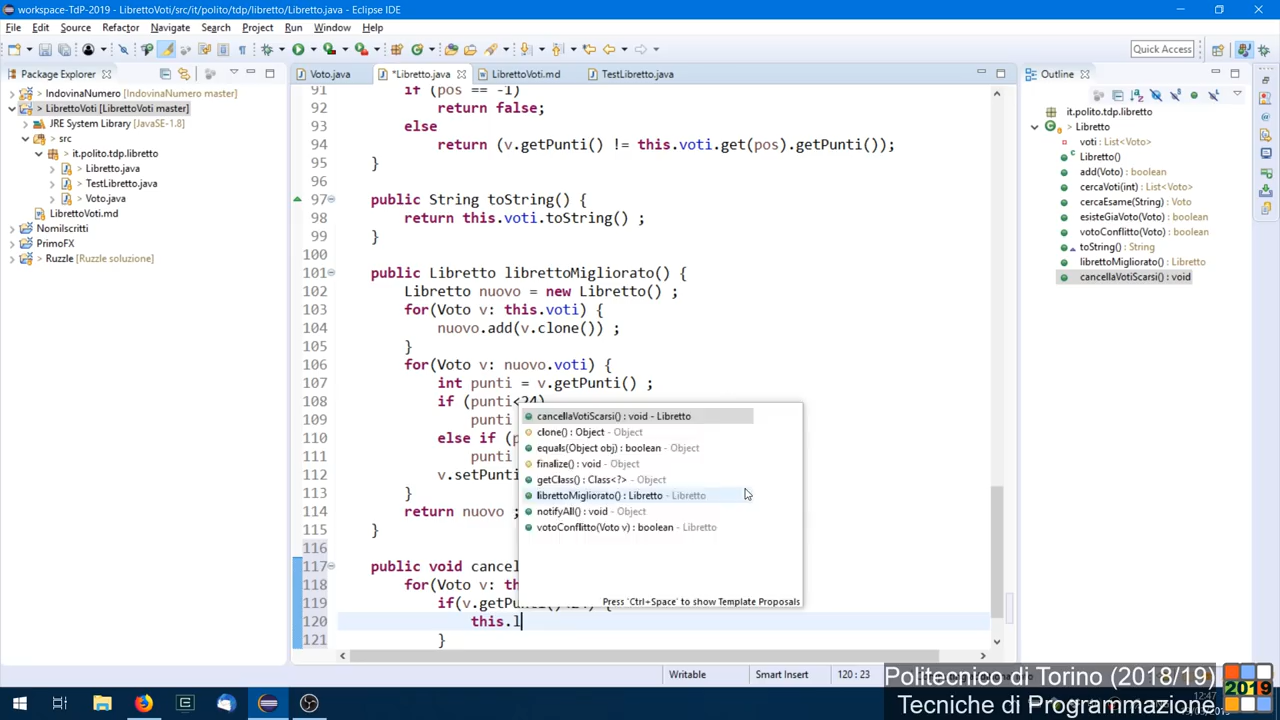 workspace-TdP-2019 - LibrettoVoti/src/it/polito/tdp/libretto/Libretto.java - Eclipse IDE
File Edit Source Refactor Navigate Search Project Run Window Help
Quick Access
Package Explorer
Voto.java
*Libretto.java
LibrettoVoti.md
TestLibretto.java
Outline
> IndovinaNumero [IndovinaNumero master]
> LibrettoVoti [LibrettoVoti master]
JRE System Library [JavaSE-1.8]
> src
> it.polito.tdp.libretto
> Libretto.java
> TestLibretto.java
> Voto.java
LibrettoVoti.md
NomiIscritti
PrimoFX
> Ruzzle [Ruzzle soluzione]
91 if (pos == -1)
92 return false;
93 else
94 return (v.getPunti() != this.voti.get(pos).getPunti());
95 }
96
97 public String toString() {
98 return this.voti.toString() ;
99 }
100
101 public Libretto librettoMigliorato() {
102 Libretto nuovo = new Libretto() ;
103 for(Voto v: this.voti) {
104 nuovo.add(v.clone()) ;
105 }
106 for(Voto v: nuovo.voti) {
107 int punti = v.getPunti() ;
108 if (punti<24)
109 punti
110 else if (p
111 punti
112 v.setPunti
113 }
114 return nuovo ;
115 }
116
117 public void cancel
118 for(Voto v: th
119 if(v.getPunti()<24) {
120 this.l
121 }
cancellaVotiScarsi() : void - Libretto
clone() : Object - Object
equals(Object obj) : boolean - Object
finalize() : void - Object
getClass() : Class<?> - Object
librettoMigliorato() : Libretto - Libretto
notifyAll() : void - Object
votoConflitto(Voto v) : boolean - Libretto
Press 'Ctrl+Space' to show Template Proposals
it.polito.tdp.libretto
> Libretto
voti : List<Voto>
Libretto()
add(Voto) : boolean
cercaVoti(int) : List<Voto>
cercaEsame(String) : Voto
esisteGiaVoto(Voto) : boolean
votoConflitto(Voto) : boolean
toString() : String
librettoMigliorato() : Libretto
cancellaVotiScarsi() : void
Writable
Smart Insert
120 : 23
Politecnico di Torino (2018/19)
Tecniche di Programmazione
2019
12:47